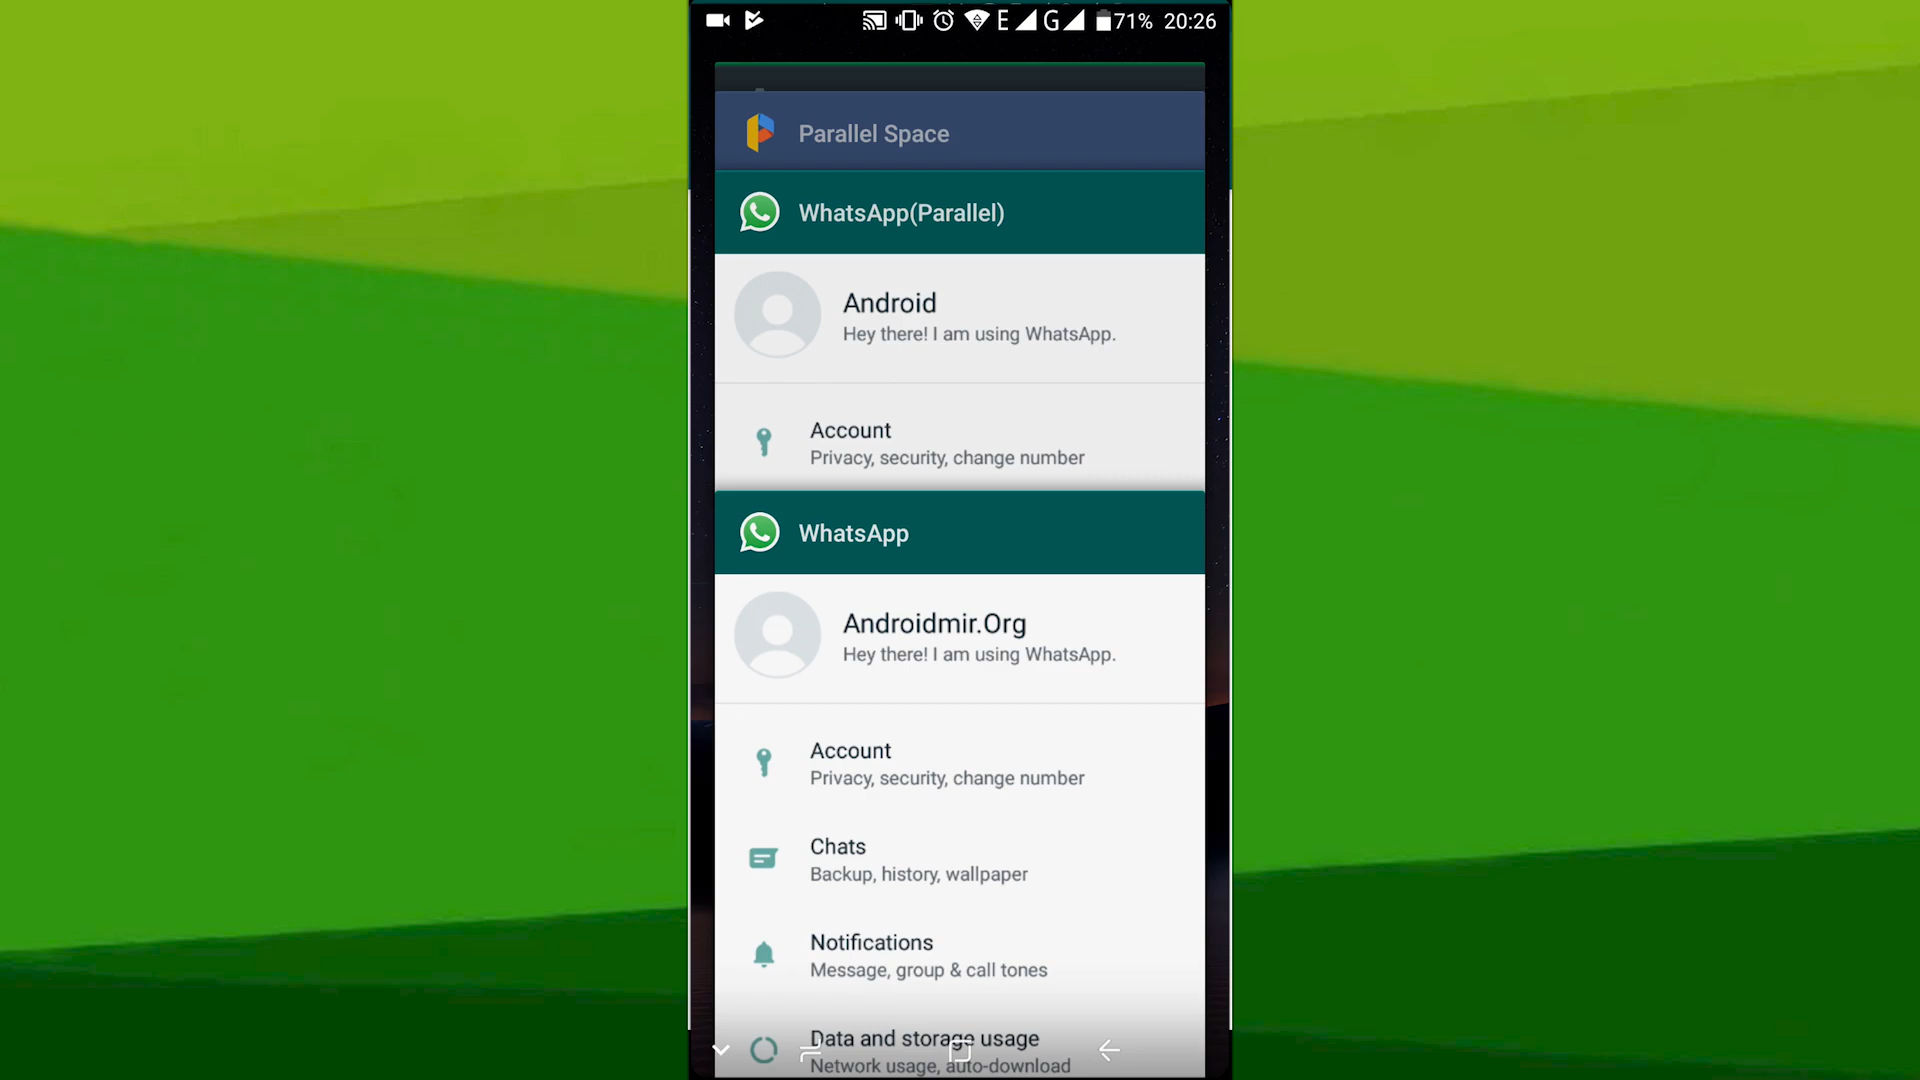 E G 71% 20:26
Parallel Space
WhatsApp(Parallel)
Android
Hey there! I am using WhatsApp.
Account
Privacy, security, change number
WhatsApp
Androidmir.Org
Hey there! I am using WhatsApp.
Account
Privacy, security, change number
Chats
Backup, history, wallpaper
Notifications
Message, group & call tones
Data and storage usage
Network usage, auto-download